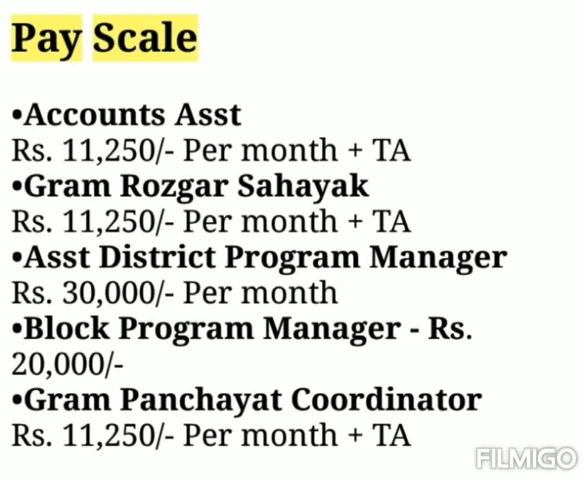 Pay Scale
•Accounts Asst
Rs. 11,250/- Per month + TA
•Gram Rozgar Sahayak
Rs. 11,250/- Per month + TA
•Asst District Program Manager
Rs. 30,000/- Per month
•Block Program Manager - Rs.
20,000/-
•Gram Panchayat Coordinator
Rs. 11,250/- Per month + TA
FILMIGO